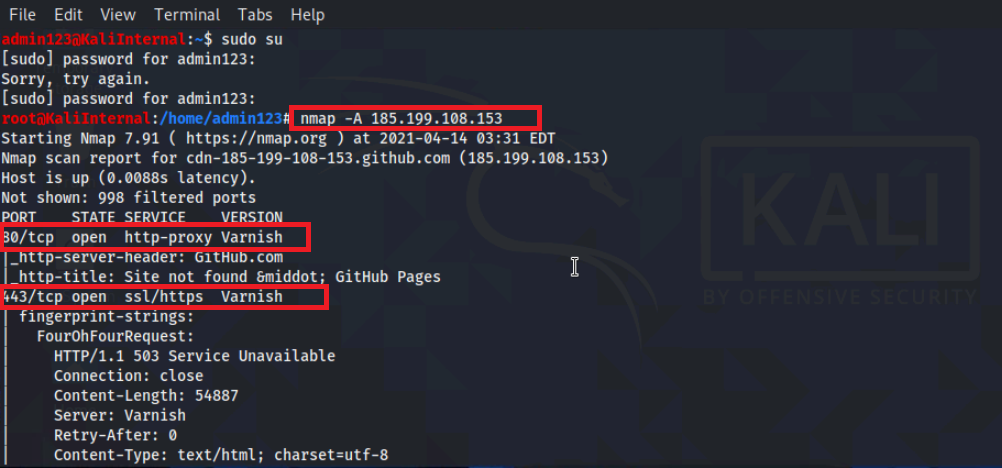 File Edit View Terminal Tabs Help
admin123@KaliInternal:~$ sudo su
[sudo] password for admin123:
Sorry, try again.
[sudo] password for admin123:
root@KaliInternal:/home/admin123# nmap -A 185.199.108.153
Starting Nmap 7.91 ( https://nmap.org ) at 2021-04-14 03:31 EDT
Nmap scan report for cdn-185-199-108-153.github.com (185.199.108.153)
Host is up (0.0088s latency).
Not shown: 998 filtered ports
PORT    STATE SERVICE    VERSION
80/tcp  open  http-proxy Varnish
|_http-server-header: GitHub.com
|_http-title: Site not found &middot; GitHub Pages
443/tcp open  ssl/https  Varnish
| fingerprint-strings:
|   FourOhFourRequest:
|     HTTP/1.1 503 Service Unavailable
|     Connection: close
|     Content-Length: 54887
|     Server: Varnish
|     Retry-After: 0
|     Content-Type: text/html; charset=utf-8
KALI
BY OFFENSIVE SECURITY